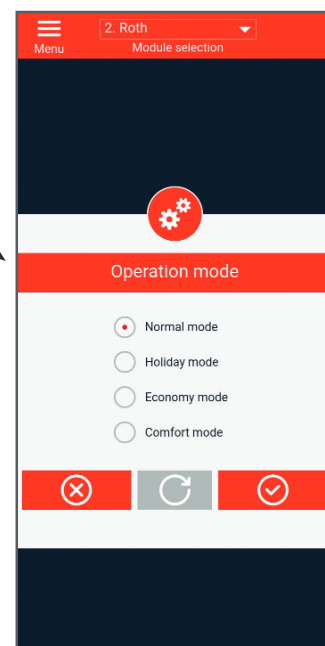 2. Roth
Menu
Module selection
Operation mode
Normal mode
Holiday mode
Economy mode
Comfort mode